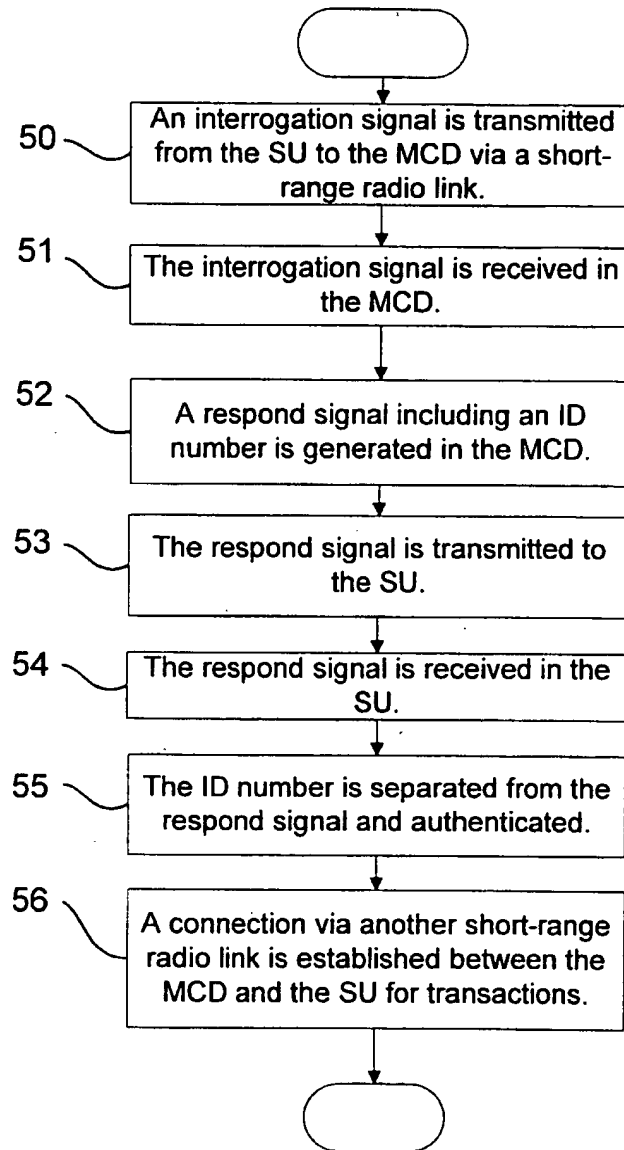 50
An interrogation signal is transmitted
from the SU to the MCD via a short-
range radio link.
51
The interrogation signal is received in
the MCD.
52
A respond signal including an ID
number is generated in the MCD.
53
The respond signal is transmitted to
the SU.
54
The respond signal is received in the
SU.
55
The ID number is separated from the
respond signal and authenticated.
56
A connection via another short-range
radio link is established between the
MCD and the SU for transactions.